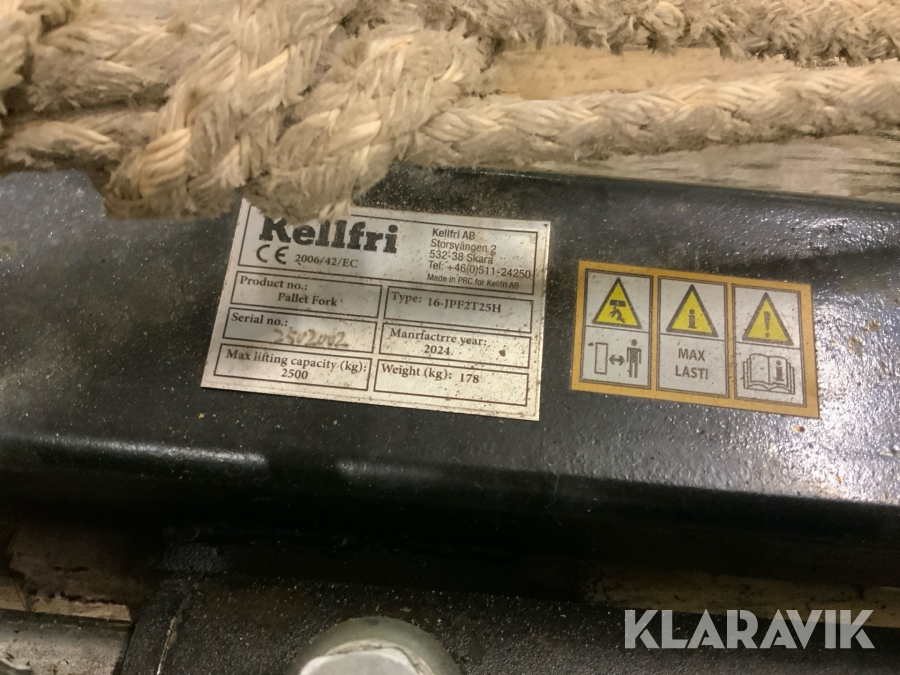 Kellfri
CE 2006/42/EC
Kellfri AB
Storsvängen 2
532-38 Skara
Tel: +46(0)511-24250
Made in PRC for Kellfri AB
Product no.:
Pallet Fork
Type: 16-JPF2T25H
Serial no.:
2502002
Manrfactrre year:
2024.
Max lifting capacity (kg):
2500
Weight (kg): 178
MAX
LAST!
KLARAVIK